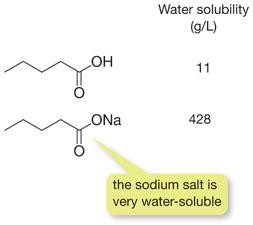 Water solubility
(g/L)
OH
O
11
ONa
O
428
the sodium salt is
very water-soluble